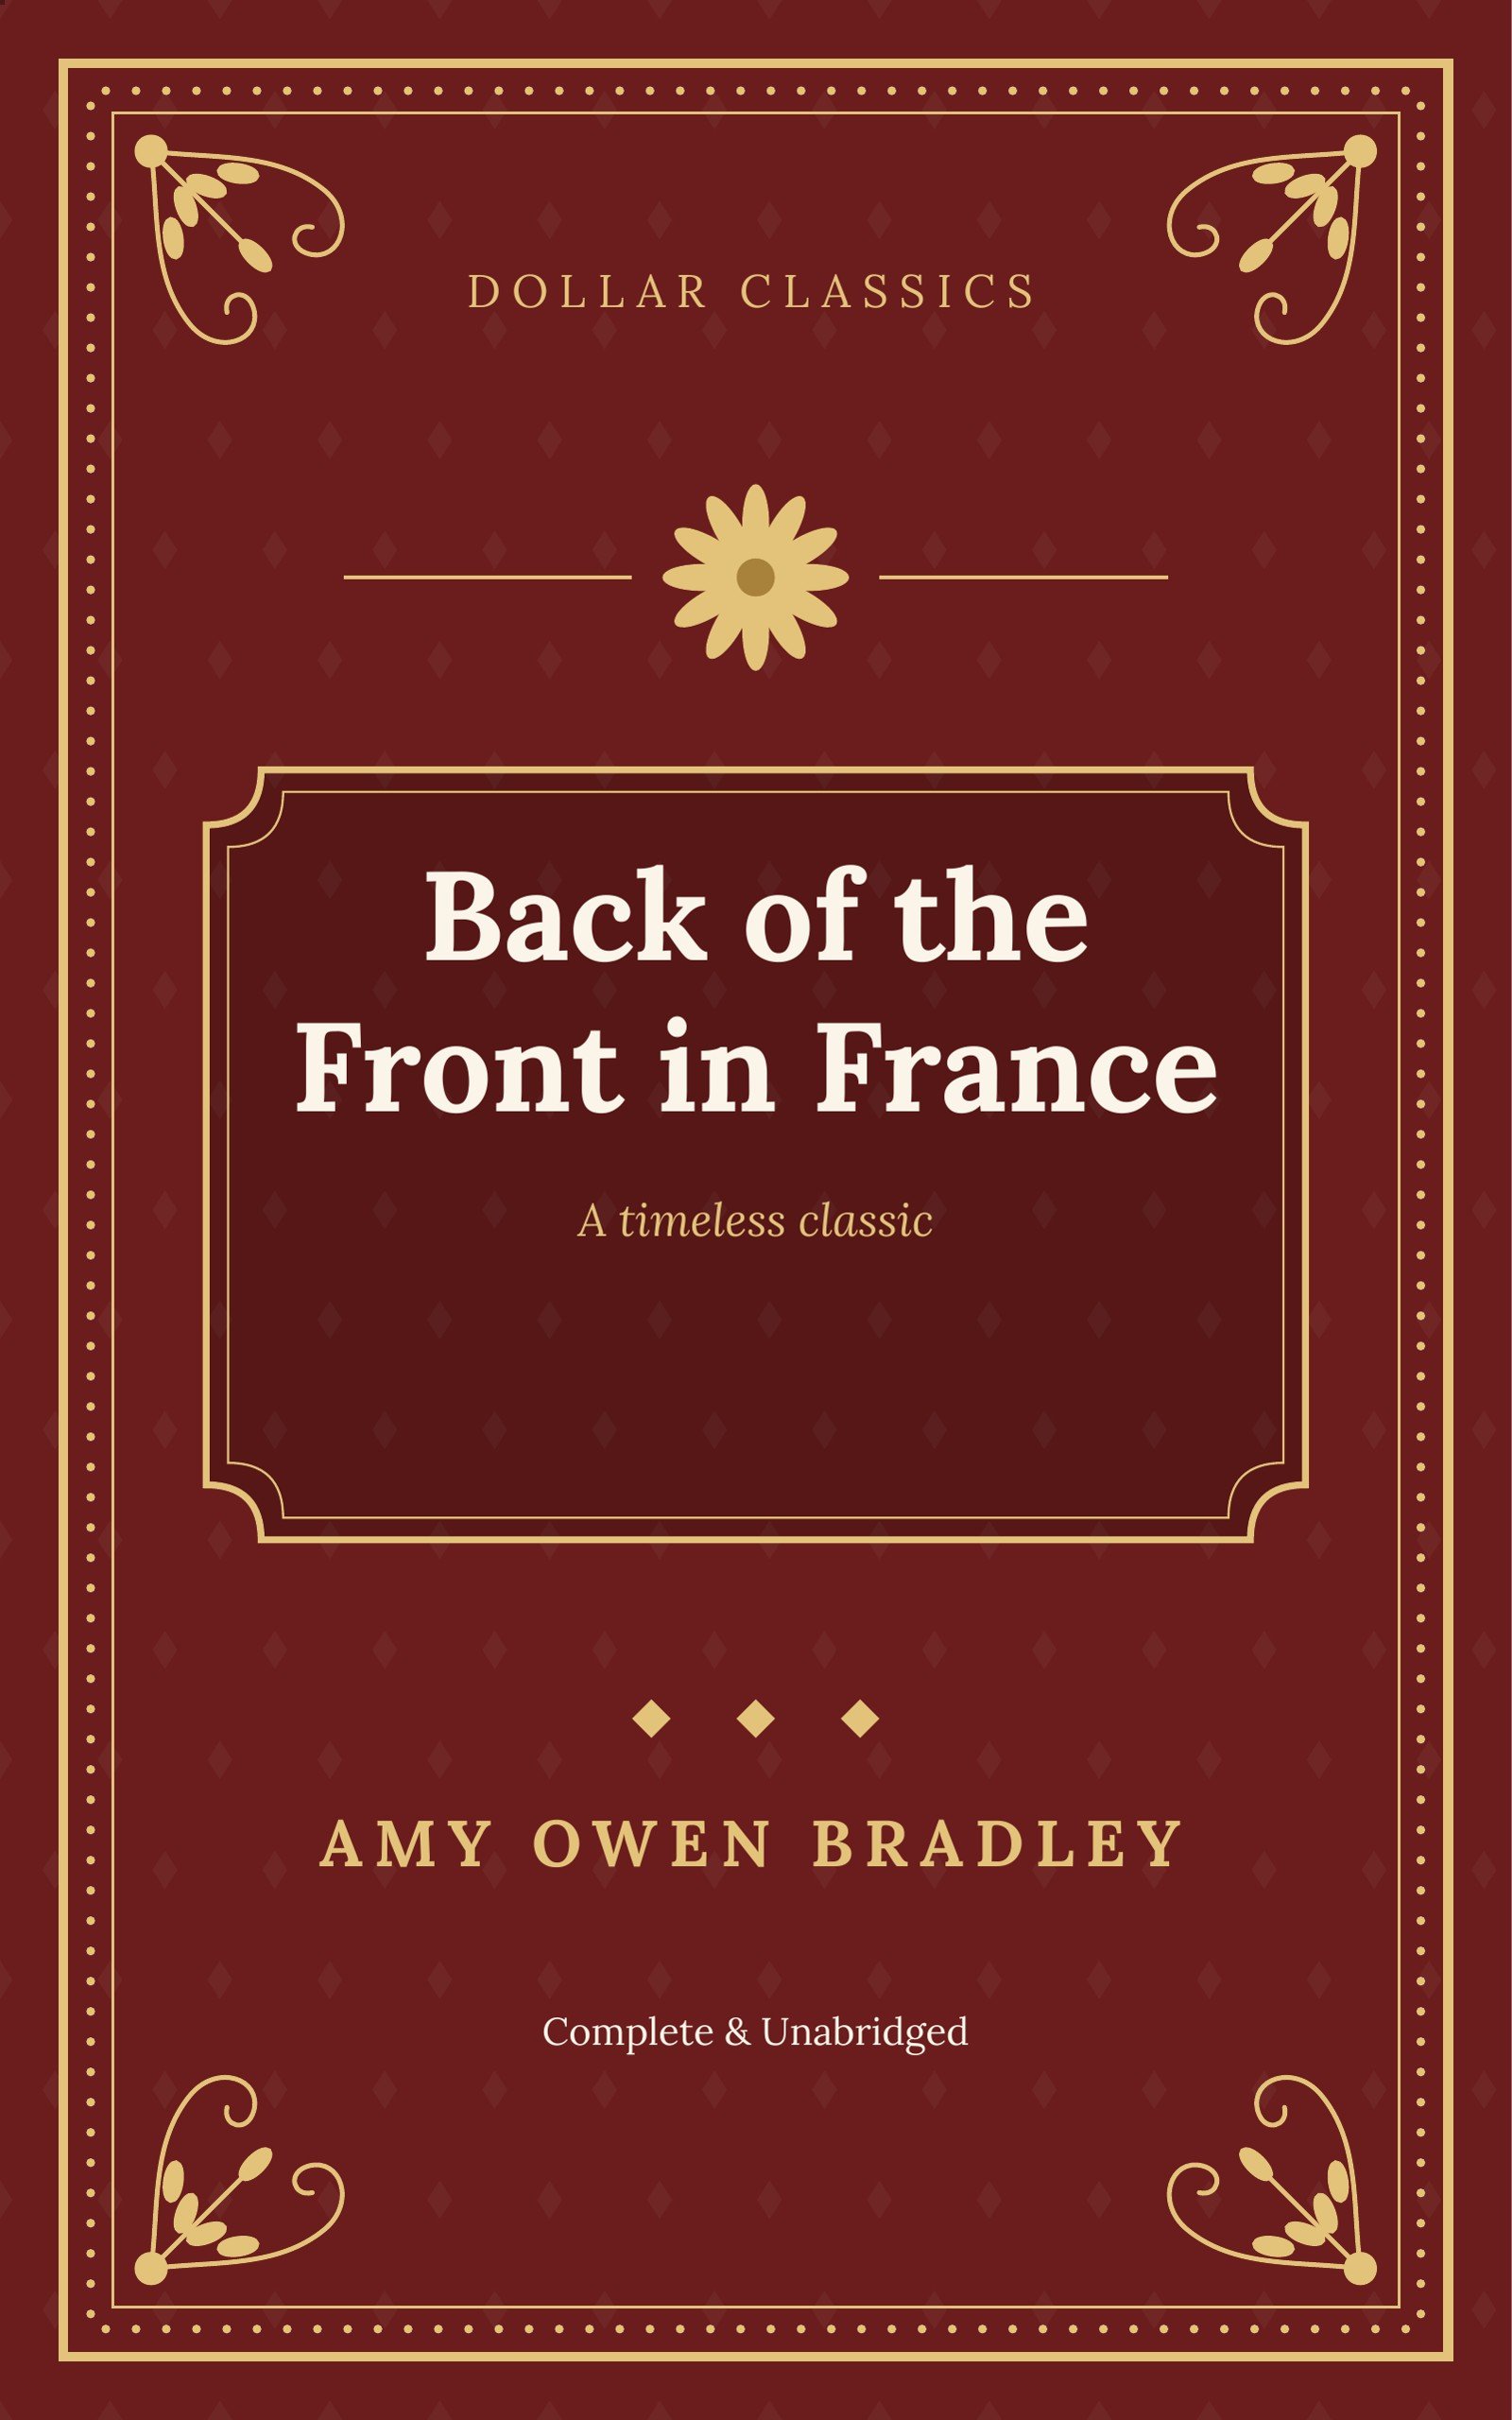 DOLLAR CLASSICS
Back of the
Front in France
A timeless classic
AMY OWEN BRADLEY
Complete & Unabridged